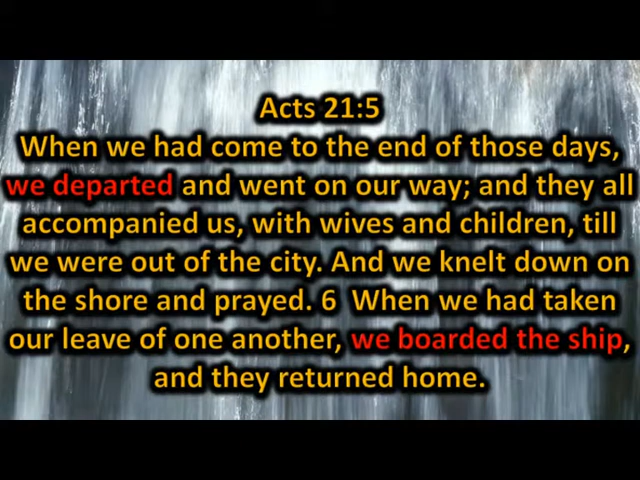 Acts 21:5
When we had come to the end of those days,
we departed and went on our way; and they all
accompanied us, with wives and children, till
we were out of the city. And we knelt down on
the shore and prayed. 6  When we had taken
our leave of one another, we boarded the ship,
and they returned home.